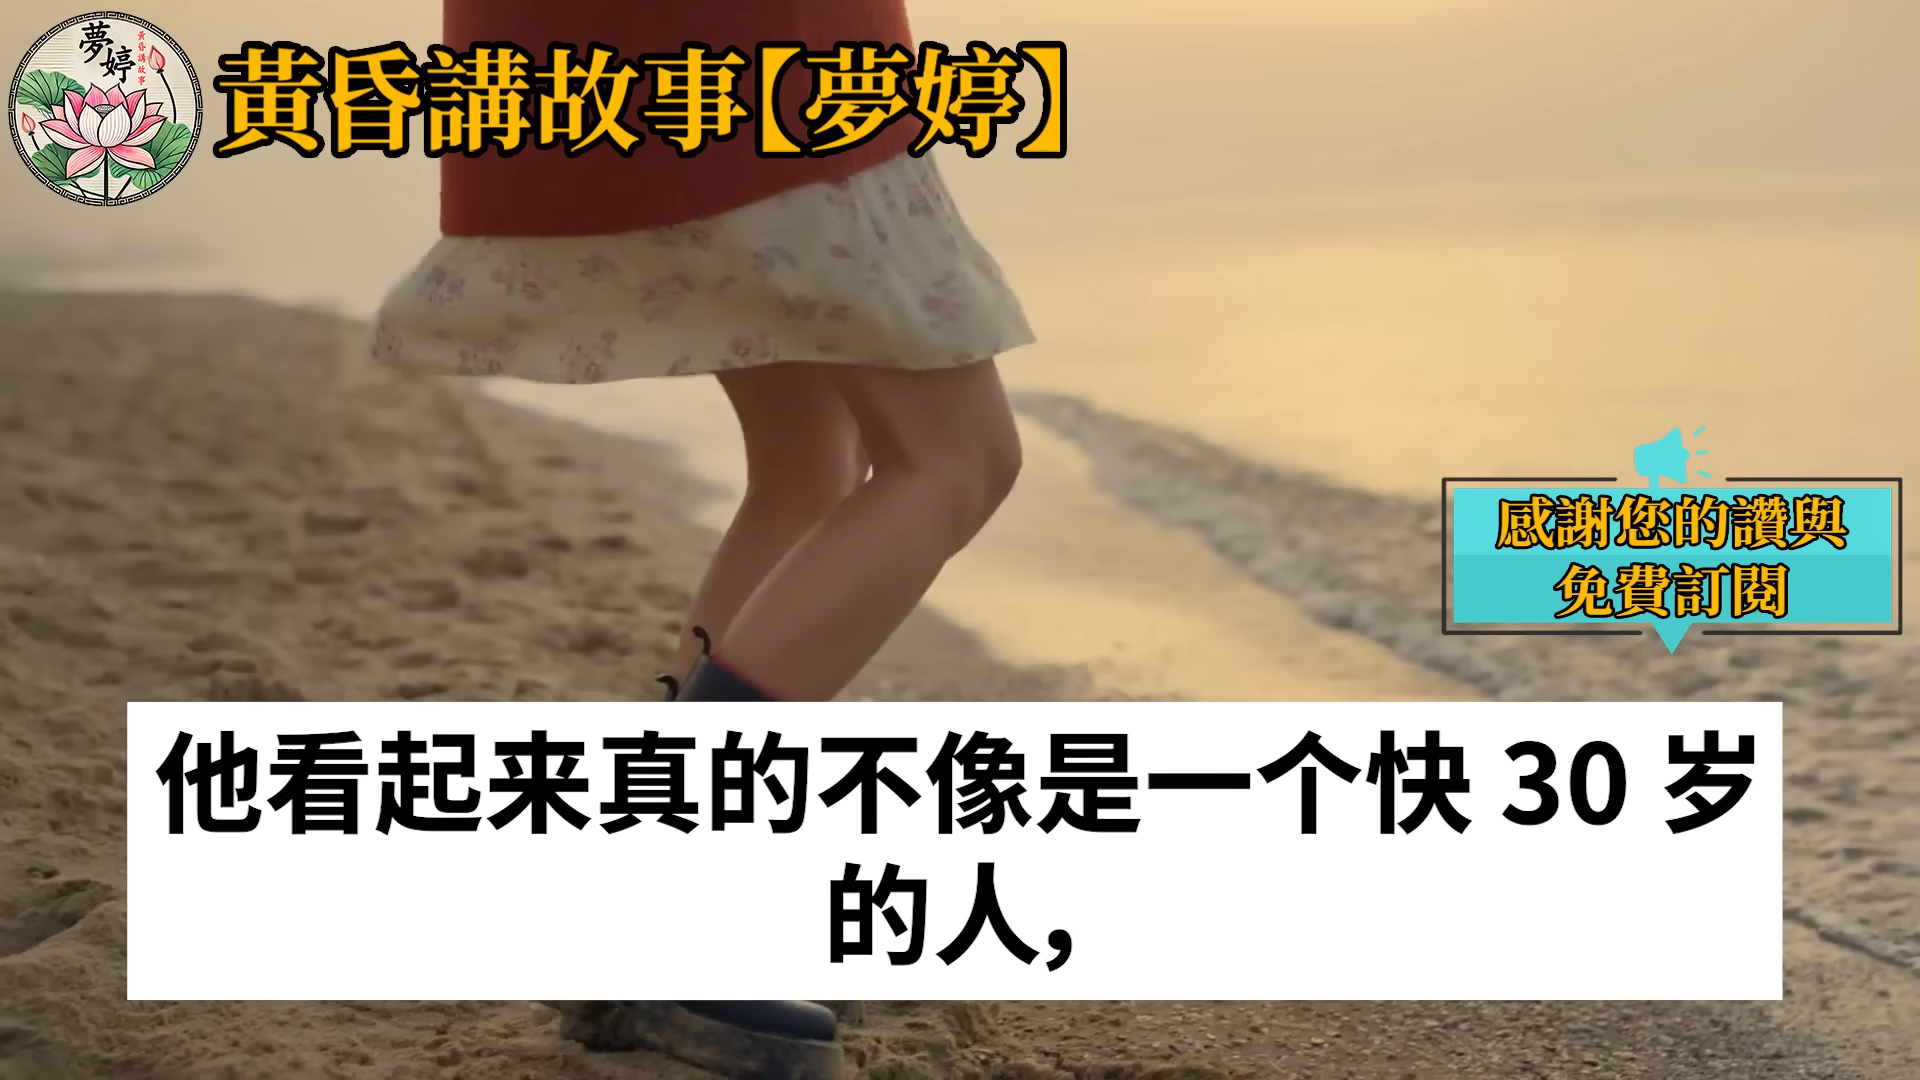 夢婷
黃昏講故事
黃昏講故事【夢婷】
感謝您的讚與
免費訂閱
他看起来真的不像是一个快 30 岁
的人,